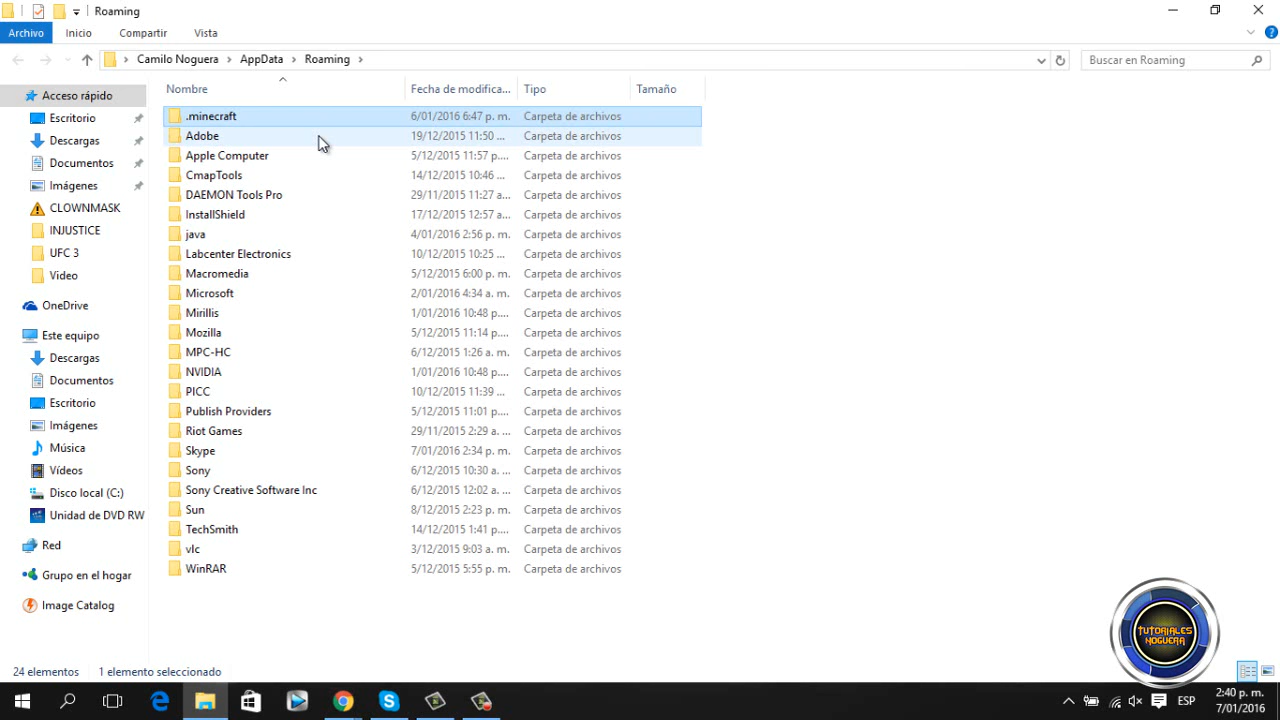 Roaming
Archivo Inicio Compartir Vista
Camilo Noguera AppData Roaming
Buscar en Roaming
Nombre Fecha de modifica... Tipo Tamaño
Acceso rápido
Escritorio
Descargas
Documentos
Imágenes
CLOWNMASK
INJUSTICE
UFC 3
Video
OneDrive
Este equipo
Descargas
Documentos
Escritorio
Imágenes
Música
Vídeos
Disco local (C:)
Unidad de DVD RW
Red
Grupo en el hogar
Image Catalog
.minecraft 6/01/2016 6:47 p. m. Carpeta de archivos
Adobe 19/12/2015 11:50 ... Carpeta de archivos
Apple Computer 5/12/2015 11:57 p.... Carpeta de archivos
CmapTools 14/12/2015 10:46 ... Carpeta de archivos
DAEMON Tools Pro 29/11/2015 11:27 a... Carpeta de archivos
InstallShield 17/12/2015 12:57 a... Carpeta de archivos
java 4/01/2016 2:56 p. m. Carpeta de archivos
Labcenter Electronics 10/12/2015 10:25 ... Carpeta de archivos
Macromedia 5/12/2015 6:00 p. m. Carpeta de archivos
Microsoft 2/01/2016 4:34 a. m. Carpeta de archivos
Mirillis 1/01/2016 10:48 p.... Carpeta de archivos
Mozilla 5/12/2015 11:14 p.... Carpeta de archivos
MPC-HC 6/12/2015 1:26 a. m. Carpeta de archivos
NVIDIA 1/01/2016 10:48 p.... Carpeta de archivos
PICC 10/12/2015 11:39 ... Carpeta de archivos
Publish Providers 5/12/2015 11:01 p.... Carpeta de archivos
Riot Games 29/11/2015 2:29 a. ... Carpeta de archivos
Skype 7/01/2016 2:34 p. m. Carpeta de archivos
Sony 6/12/2015 10:30 a. ... Carpeta de archivos
Sony Creative Software Inc 6/12/2015 12:02 a. ... Carpeta de archivos
Sun 8/12/2015 2:23 p. m. Carpeta de archivos
TechSmith 14/12/2015 1:41 p.... Carpeta de archivos
vlc 3/12/2015 9:03 a. m. Carpeta de archivos
WinRAR 5/12/2015 5:55 p. m. Carpeta de archivos
TUTORIALES
NOGUERA
24 elementos 1 elemento seleccionado
ESP
2:40 p. m.
7/01/2016